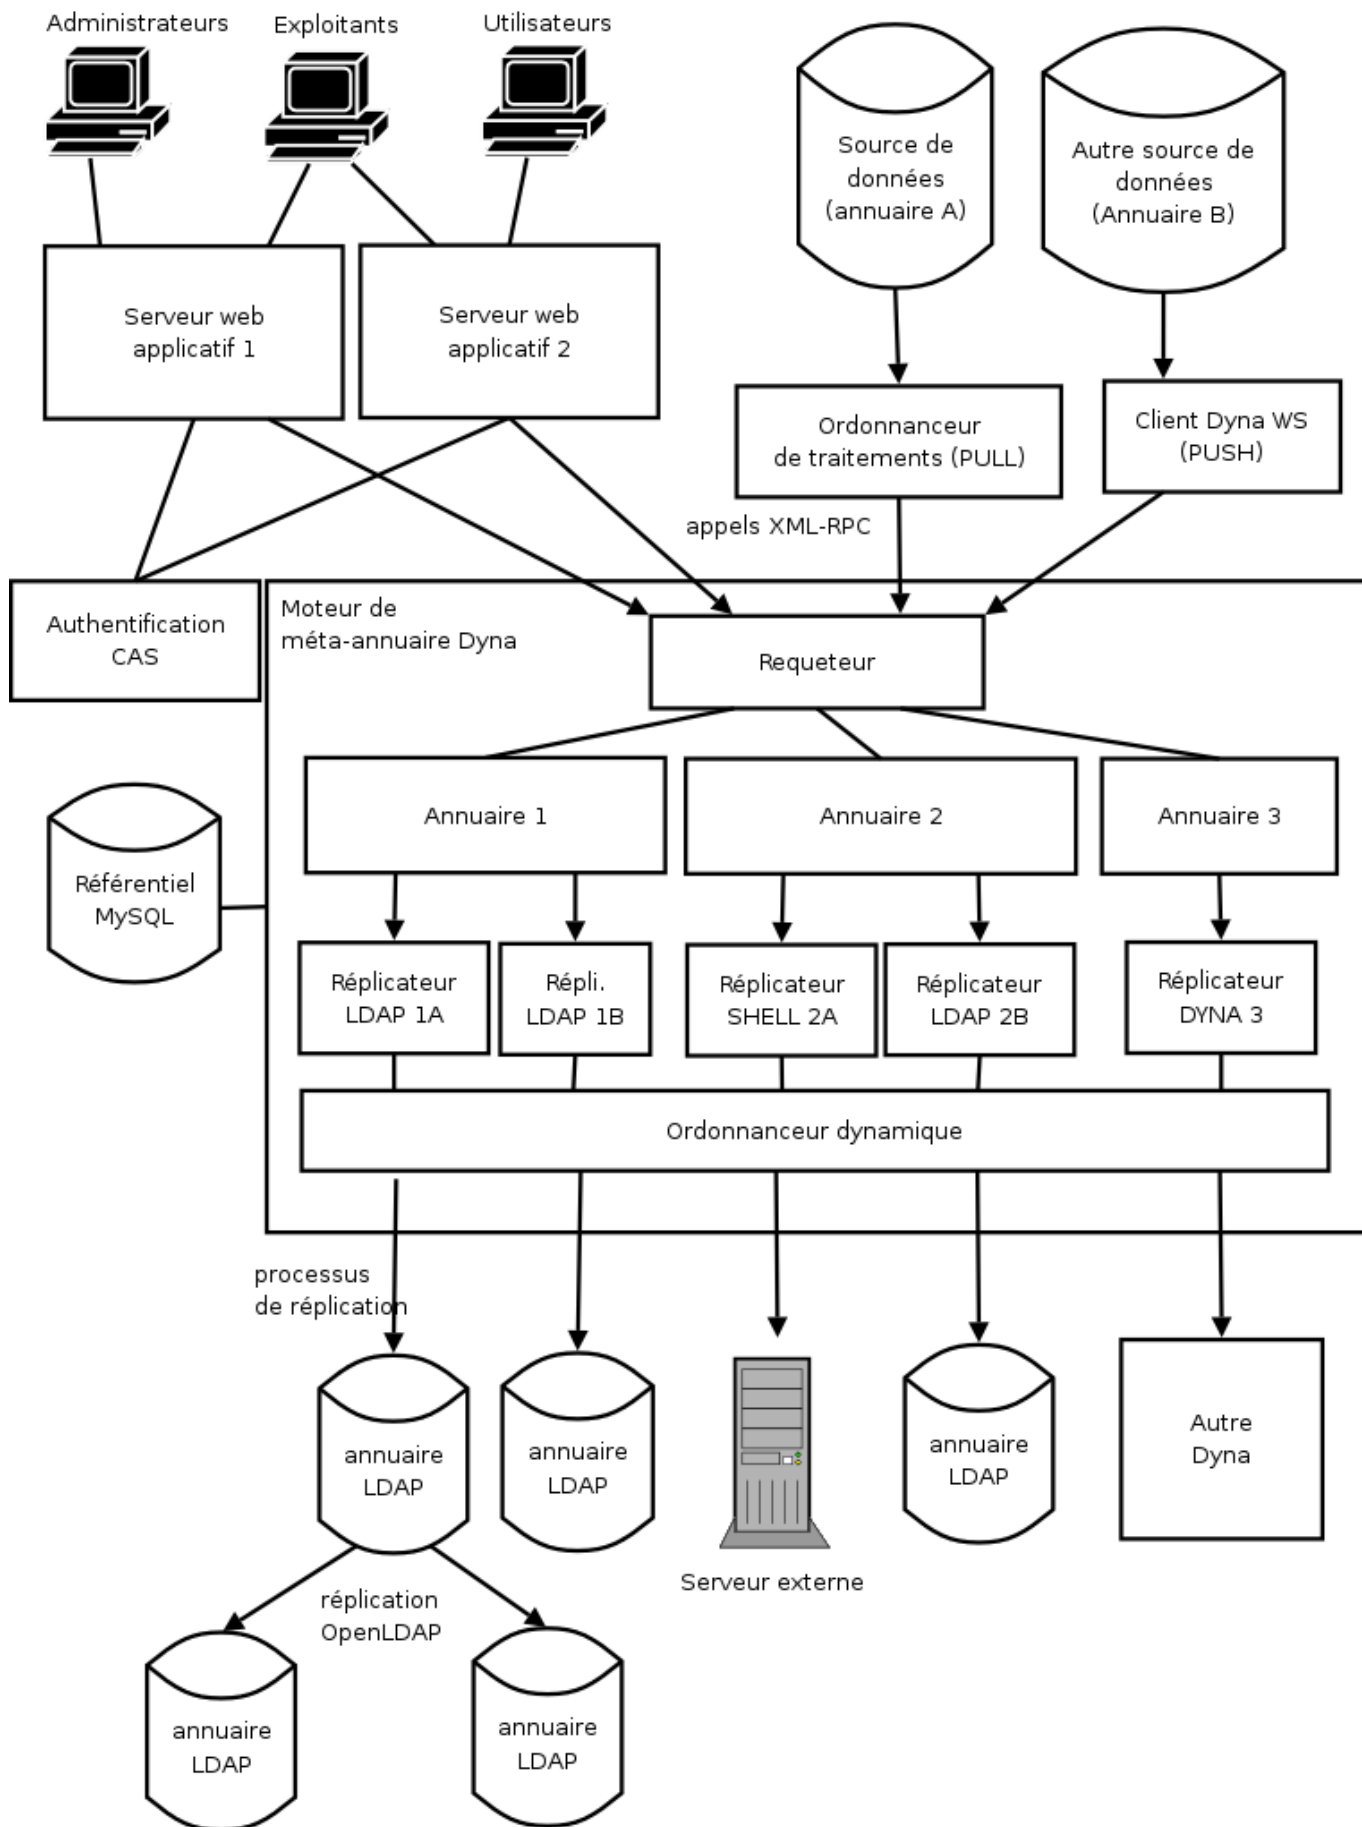 Administrateurs
Exploitants
Utilisateurs
Source de
données
(annuaire A)
Autre source de
données
(Annuaire B)
Serveur web
applicatif 1
Serveur web
applicatif 2
Ordonnanceur
de traitements (PULL)
Client Dyna WS
(PUSH)
appels XML-RPC
Authentification
CAS
Moteur de
méta-annuaire Dyna
Requeteur
Annuaire 1
Annuaire 2
Annuaire 3
Référentiel
MySQL
Réplicateur
LDAP 1A
Répli.
LDAP 1B
Réplicateur
SHELL 2A
Réplicateur
LDAP 2B
Réplicateur
DYNA 3
Ordonnanceur dynamique
processus
de réplication
annuaire
LDAP
annuaire
LDAP
Serveur externe
annuaire
LDAP
Autre
Dyna
réplication
OpenLDAP
annuaire
LDAP
annuaire
LDAP